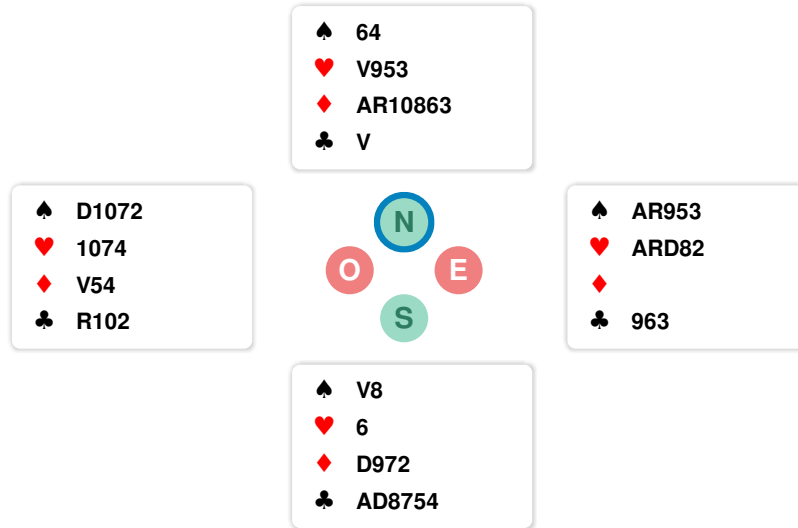 ♠ 64
♥ V953
♦ AR10863
♣ V
♠ D1072
♥ 1074
♦ V54
♣ R102
N
O E
S
♠ AR953
♥ ARD82
♦
♣ 963
♠ V8
♥ 6
♦ D972
♣ AD8754